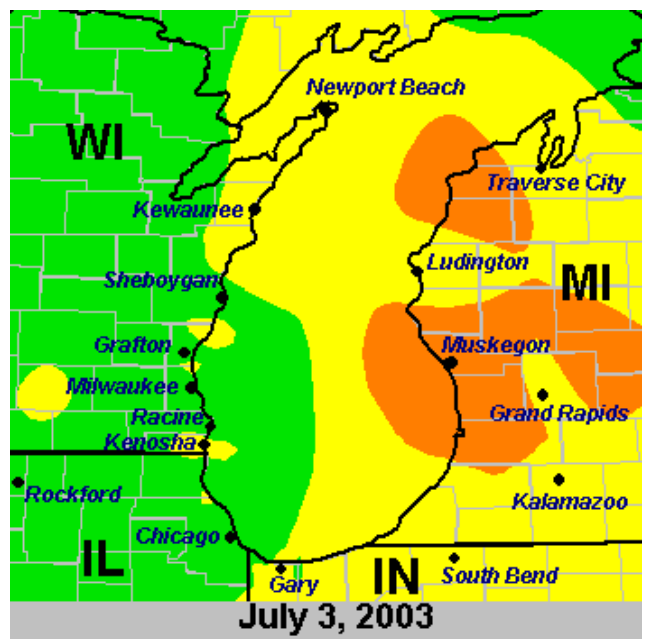 Newport Beach
WI
Traverse City
Kewaunee
Ludington
Sheboygan
MI
Grafton
Muskegon
Milwaukee
Racine
Grand Rapids
Kenosha
Rockford
Kalamazoo
Chicago
IL
Gary
IN
South Bend
July 3, 2003